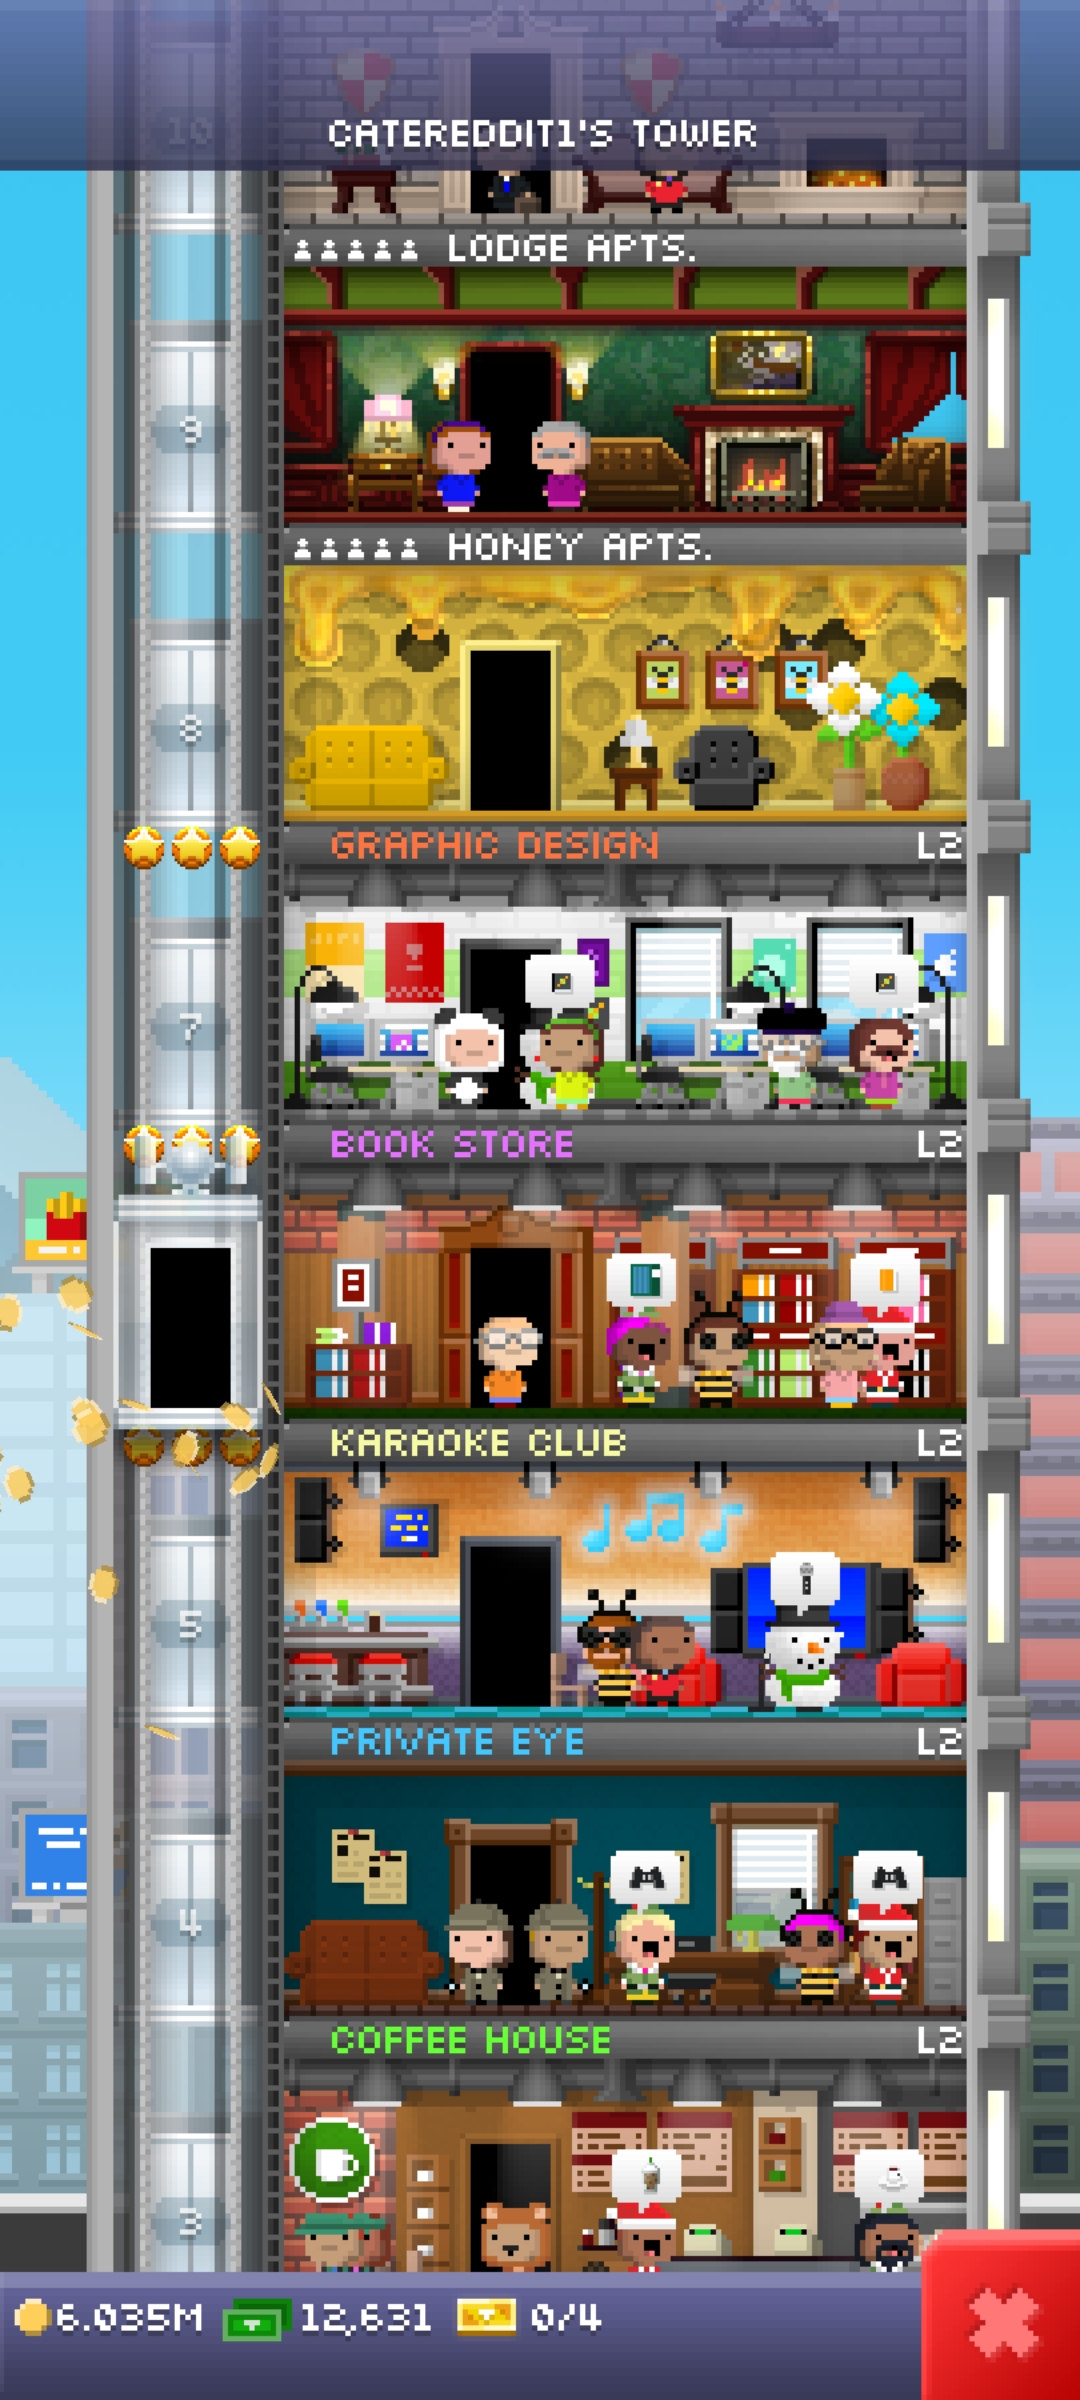 10
CATEREDDIT1'S TOWER
LODGE APTS.
9
HONEY APTS.
8
GRAPHIC DESIGN L2
7
BOOK STORE L2
KARAOKE CLUB L2
5
PRIVATE EYE L2
4
COFFEE HOUSE L2
3
6.035M 12,631 0/4